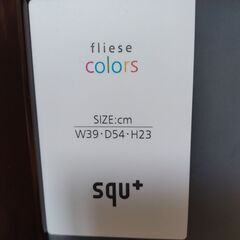 fliese
colors
SIZE:cm
W39･D54･H23
squ+